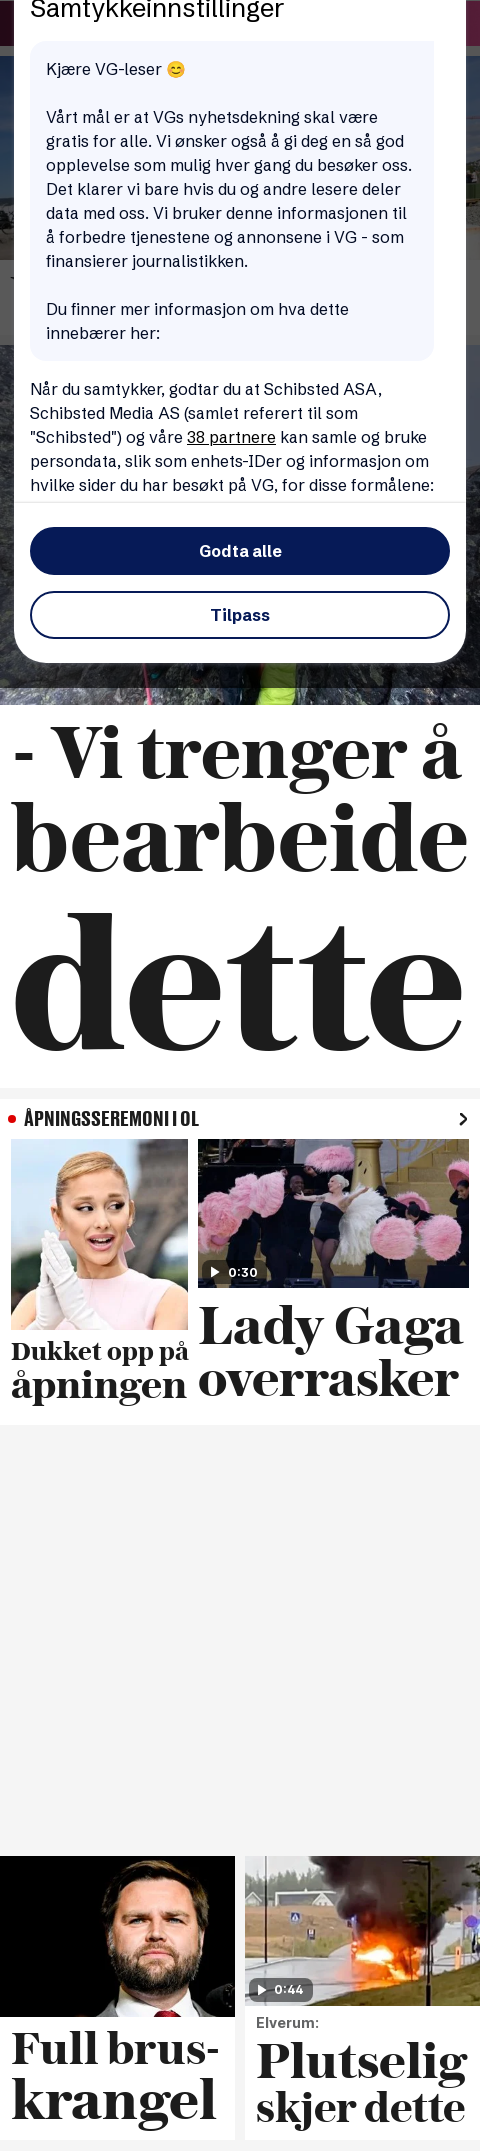 Samtykkeinnstillinger
Kjære VG-leser 😊
Vårt mål er at VGs nyhetsdekning skal være
gratis for alle. Vi ønsker også å gi deg en så god
opplevelse som mulig hver gang du besøker oss.
Det klarer vi bare hvis du og andre lesere deler
data med oss. Vi bruker denne informasjonen til
å forbedre tjenestene og annonsene i VG - som
finansierer journalistikken.
Du finner mer informasjon om hva dette
innebærer her:
Når du samtykker, godtar du at Schibsted ASA,
Schibsted Media AS (samlet referert til som
"Schibsted") og våre 38 partnere kan samle og bruke
persondata, slik som enhets-IDer og informasjon om
hvilke sider du har besøkt på VG, for disse formålene:
Godta alle
Tilpass
- Vi trenger å
bearbeide
dette
ÅPNINGSSEREMONI I OL
0:30
Dukket opp på
åpningen
Lady Gaga
overrasker
Full brus-
krangel
0:44
Elverum:
Plutselig
skjer dette